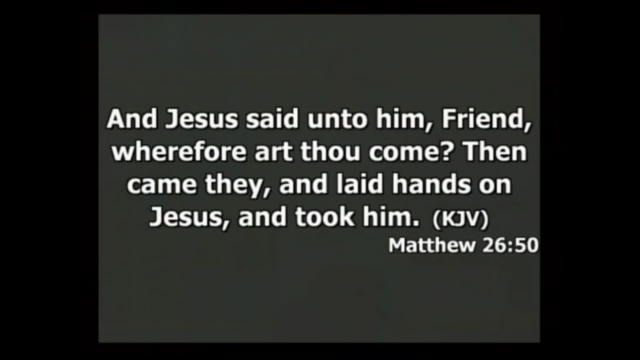 And Jesus said unto him, Friend,
wherefore art thou come? Then
came they, and laid hands on
Jesus, and took him. (KJV)
Matthew 26:50